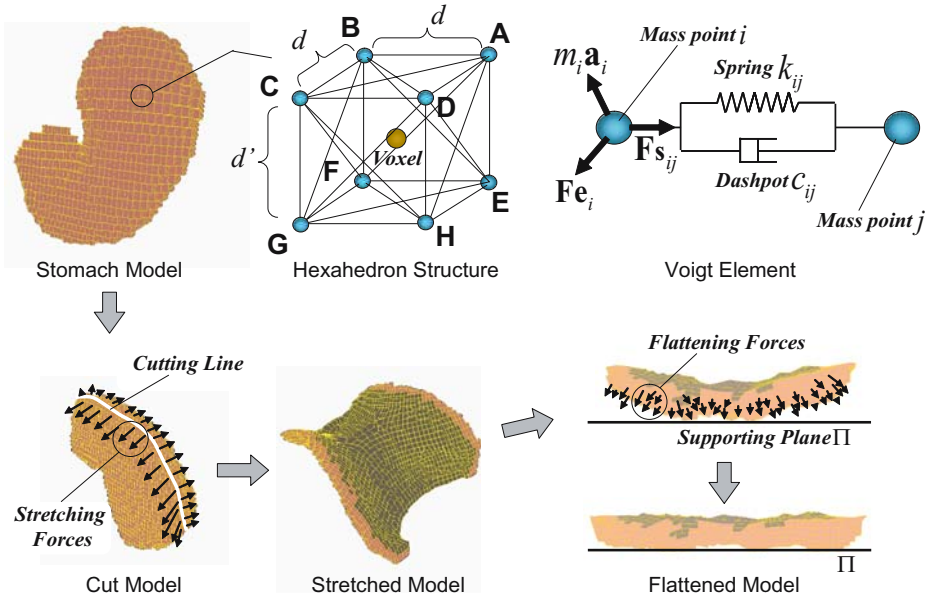 d
d
B
A
C
D
d'
Voxel
F
E
G
H
Mass point i
m_i a_i
Spring k_ij
Fs_ij
Fe_i
Dashpot C_ij
Mass point j
Stomach Model
Hexahedron Structure
Voigt Element
Cutting Line
Stretching
Forces
Flattening Forces
Supporting Plane Π
Π
Cut Model
Stretched Model
Flattened Model